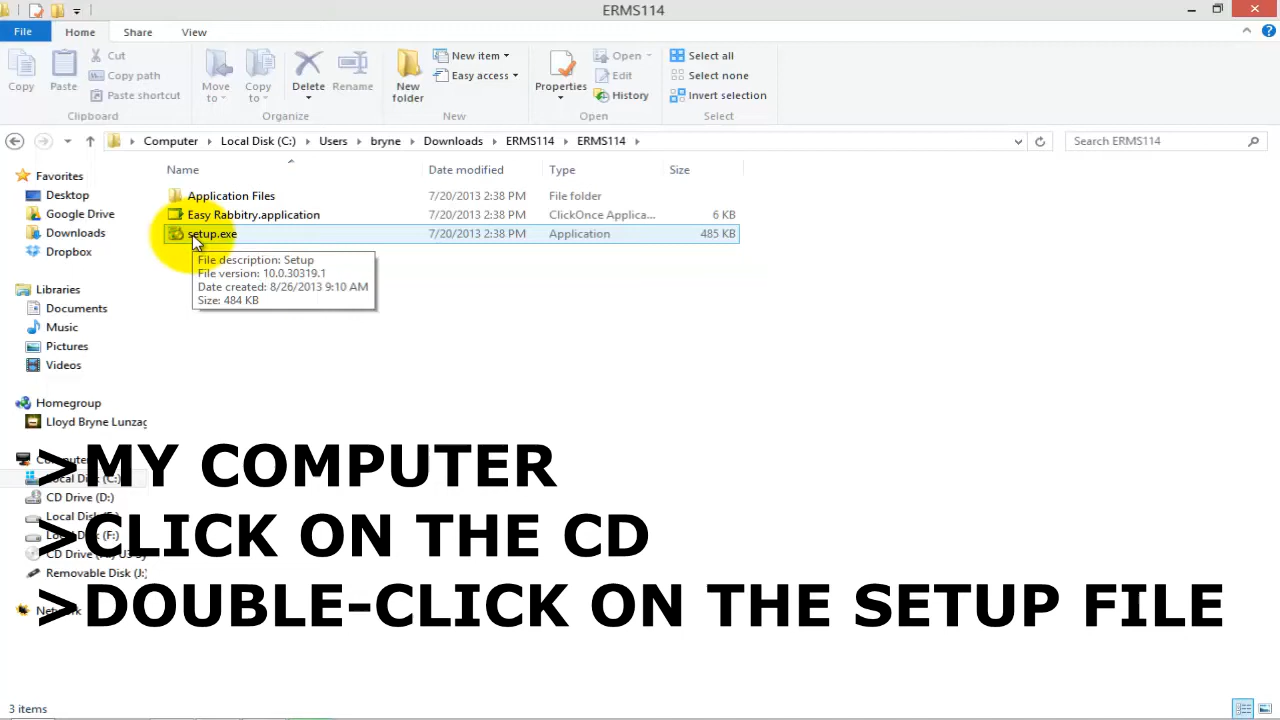 ERMS114
File
Home
Share
View
Copy
Paste
Cut
Copy path
Paste shortcut
Clipboard
Move to
Copy to
Delete
Rename
Organize
New folder
New item
Easy access
New
Properties
Open
Edit
History
Open
Select all
Select none
Invert selection
Select
Computer
Local Disk (C:)
Users
bryne
Downloads
ERMS114
ERMS114
Search ERMS114
Name
Date modified
Type
Size
Application Files 7/20/2013 2:38 PM File folder
Easy Rabbitry.application 7/20/2013 2:38 PM ClickOnce Applica... 6 KB
setup.exe 7/20/2013 2:38 PM Application 485 KB
File description: Setup
File version: 10.0.30319.1
Date created: 8/26/2013 9:10 AM
Size: 484 KB
Favorites
Desktop
Google Drive
Downloads
Dropbox
Libraries
Documents
Music
Pictures
Videos
Homegroup
Lloyd Bryne Lunzag
Computer
Local Disk (C:)
CD Drive (D:)
Local Disk
Local Disk (F:)
CD Drive
Removable Disk (J:)
Network
>MY COMPUTER
>CLICK ON THE CD
>DOUBLE-CLICK ON THE SETUP FILE
3 items